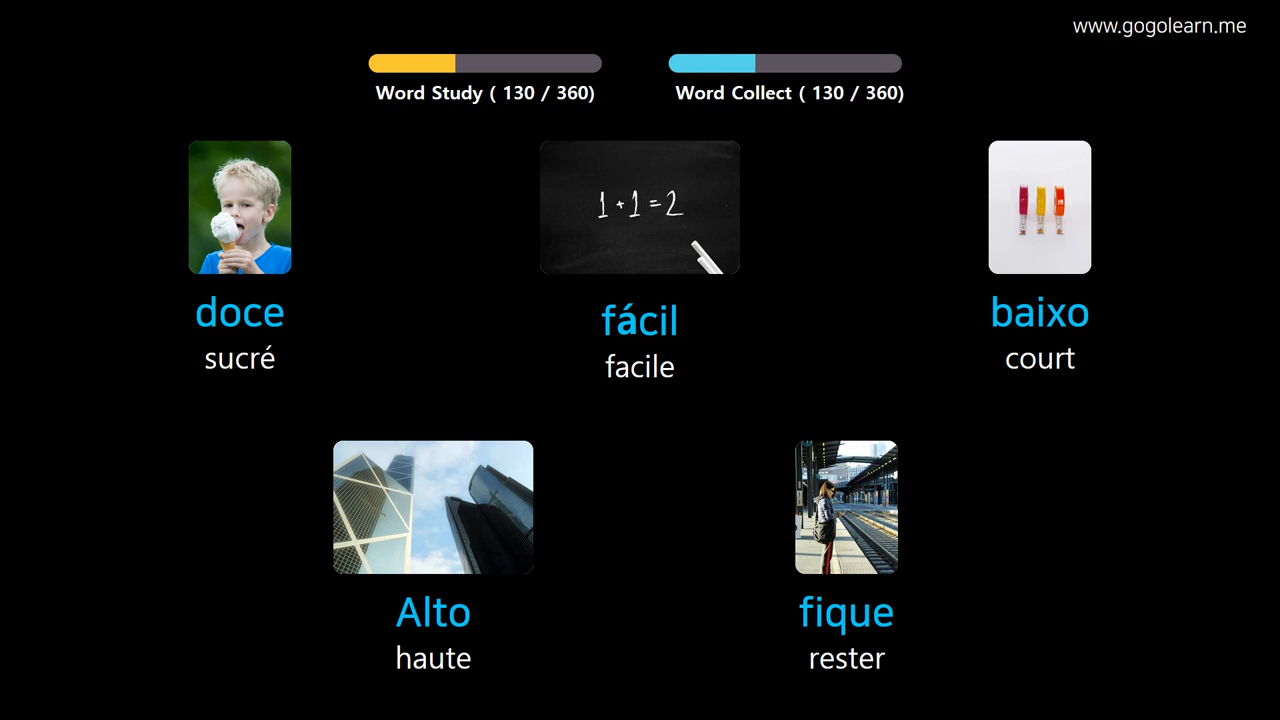 www.gogolearn.me
Word Study ( 130 / 360)
Word Collect ( 130 / 360)
1 + 1 = 2
doce
sucré
fácil
facile
baixo
court
Alto
haute
fique
rester